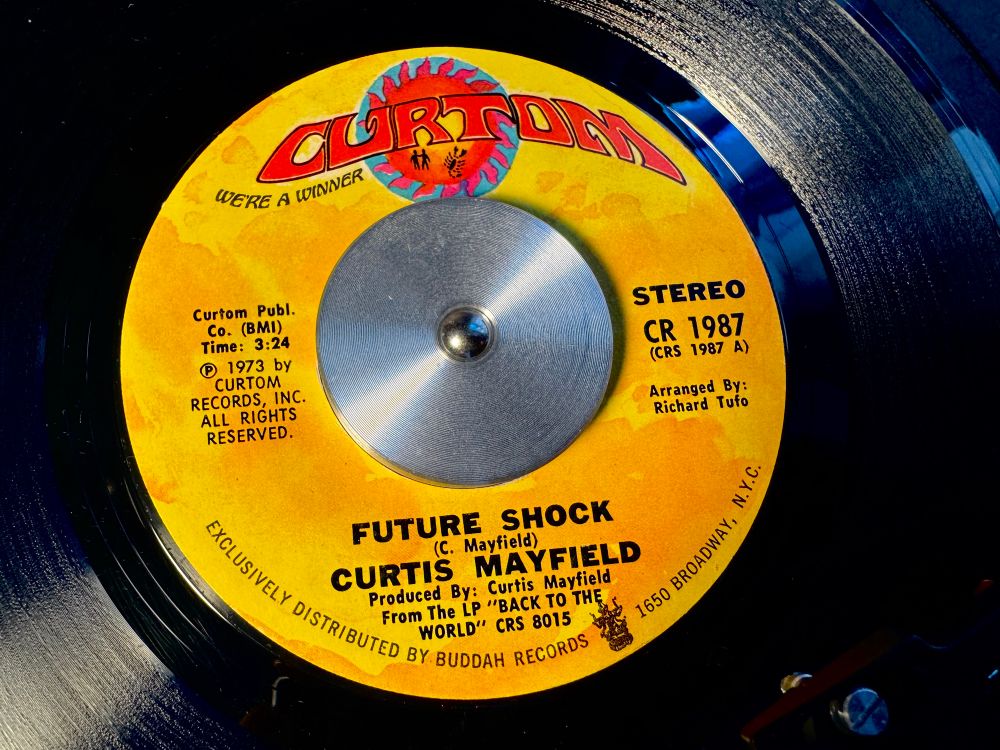 CURTOM
WE'RE A WINNER
Curtom Publ.
Co. (BMI)
Time: 3:24
℗ 1973 by
CURTOM
RECORDS, INC.
ALL RIGHTS
RESERVED.
STEREO
CR 1987
(CRS 1987 A)
Arranged By:
Richard Tufo
FUTURE SHOCK
(C. Mayfield)
CURTIS MAYFIELD
Produced By: Curtis Mayfield
From The LP "BACK TO THE
WORLD" CRS 8015
EXCLUSIVELY DISTRIBUTED BY BUDDAH RECORDS 1650 BROADWAY, N.Y.C.